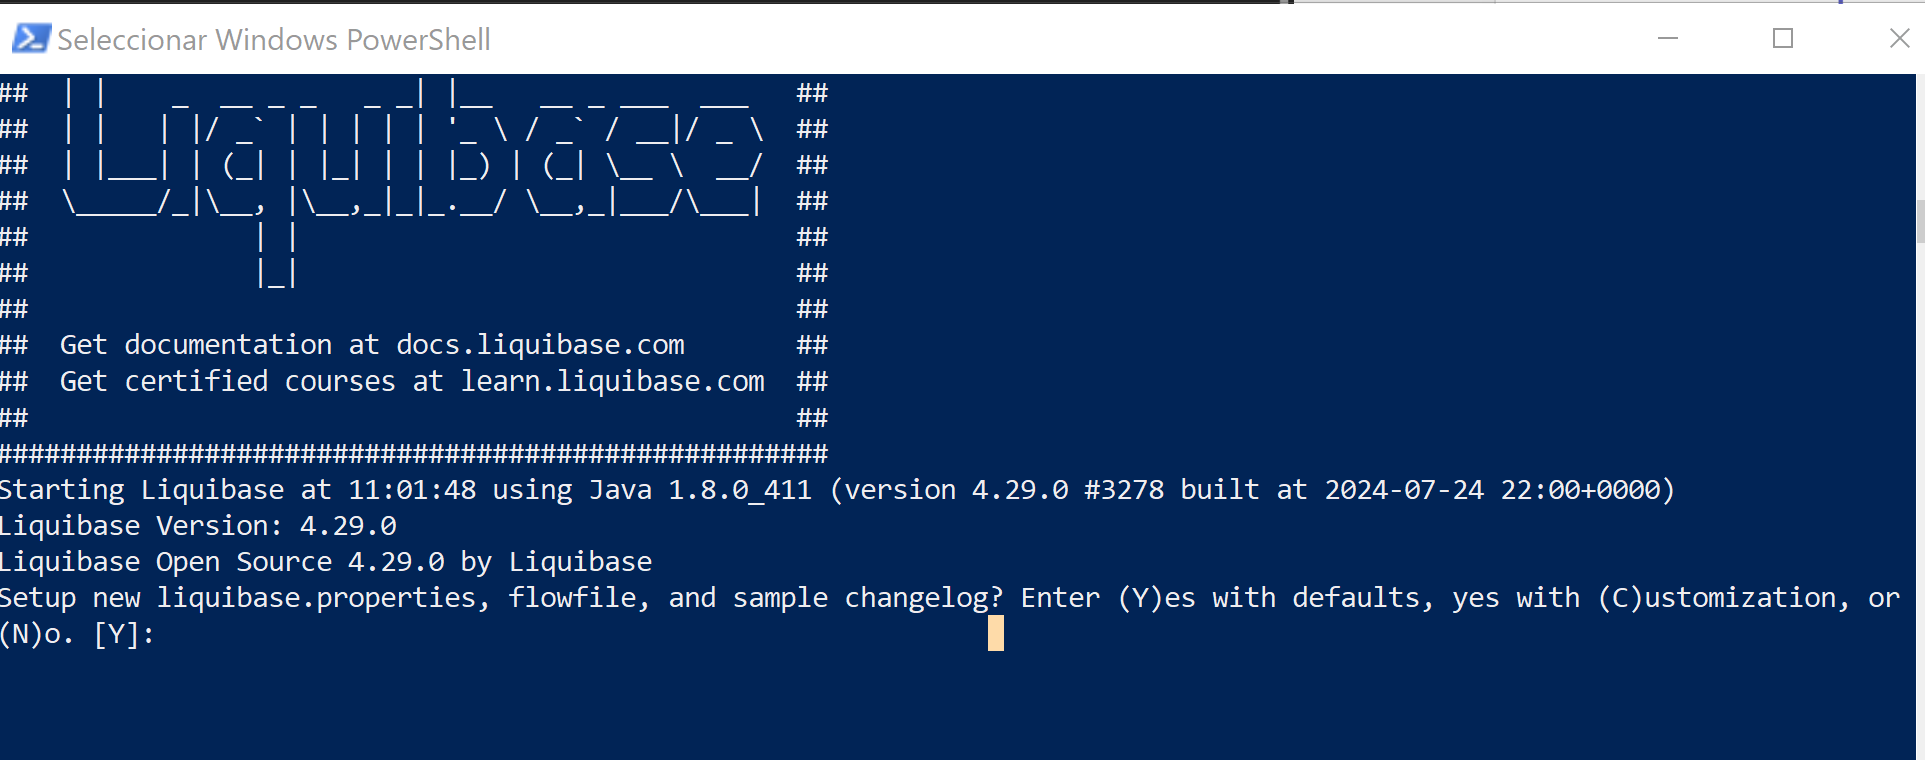 Seleccionar Windows PowerShell
##  | |    _  __ _ _   _ _| |__   __ _ ___  ___   ##
##  | |   | |/ _` | | | | | '_ \ / _` / __|/ _ \  ##
##  | |___| | (_| | |_| | | |_) | (_| \__ \  __/  ##
##  \_____/_|\__, |\__,_|_|_.__/ \__,_|___/\___|  ##
##              | |                               ##
##              |_|                               ##
##                                                ##
##  Get documentation at docs.liquibase.com       ##
##  Get certified courses at learn.liquibase.com  ##
##                                                ##
####################################################
Starting Liquibase at 11:01:48 using Java 1.8.0_411 (version 4.29.0 #3278 built at 2024-07-24 22:00+0000)
Liquibase Version: 4.29.0
Liquibase Open Source 4.29.0 by Liquibase
Setup new liquibase.properties, flowfile, and sample changelog? Enter (Y)es with defaults, yes with (C)ustomization, or
(N)o. [Y]: